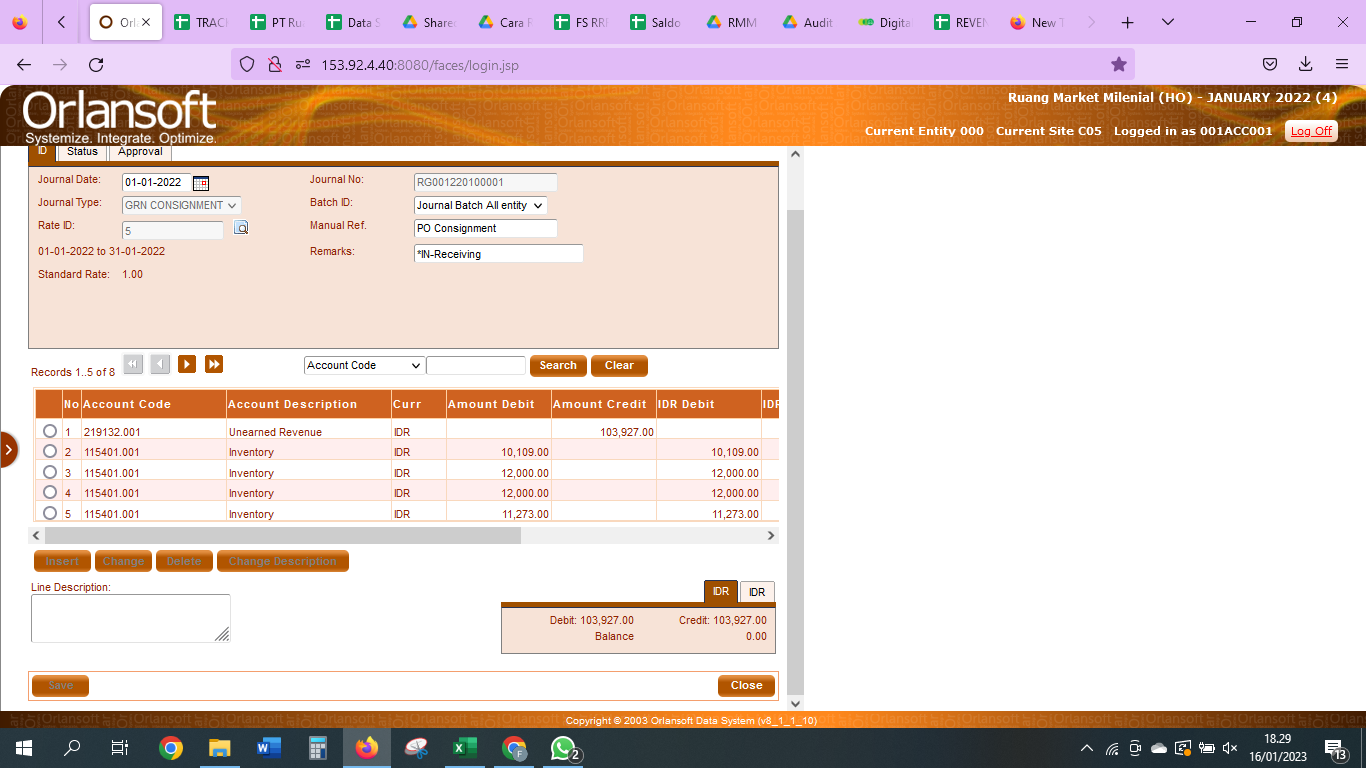 Orl
TRAC
PT Ru
Data S
Share
Cara P
FS RRI
Saldo
RMM
Audit
Digita
REVEN
New T
153.92.4.40:8080/faces/login.jsp
Orlansoft
Systemize. Integrate. Optimize.
Ruang Market Milenial (HO) - JANUARY 2022 (4)
Current Entity 000 Current Site C05 Logged in as 001ACC001 Log Off
ID Status Approval
Journal Date: 01-01-2022 Journal No: RG001220100001
Journal Type: GRN CONSIGNMENT Batch ID: Journal Batch All entity
Rate ID: 5 Manual Ref. PO Consignment
01-01-2022 to 31-01-2022 Remarks: *IN-Receiving
Standard Rate: 1.00
Records 1..5 of 8 Account Code Search Clear
No Account Code Account Description Curr Amount Debit Amount Credit IDR Debit IDR
1 219132.001 Unearned Revenue IDR 103,927.00
2 115401.001 Inventory IDR 10,109.00 10,109.00
3 115401.001 Inventory IDR 12,000.00 12,000.00
4 115401.001 Inventory IDR 12,000.00 12,000.00
5 115401.001 Inventory IDR 11,273.00 11,273.00
Insert Change Delete Change Description
Line Description:
IDR IDR
Debit: 103,927.00 Credit: 103,927.00
Balance 0.00
Save Close
Copyright © 2003 Orlansoft Data System (v8_1_1_10)
2
18.29
16/01/2023
13